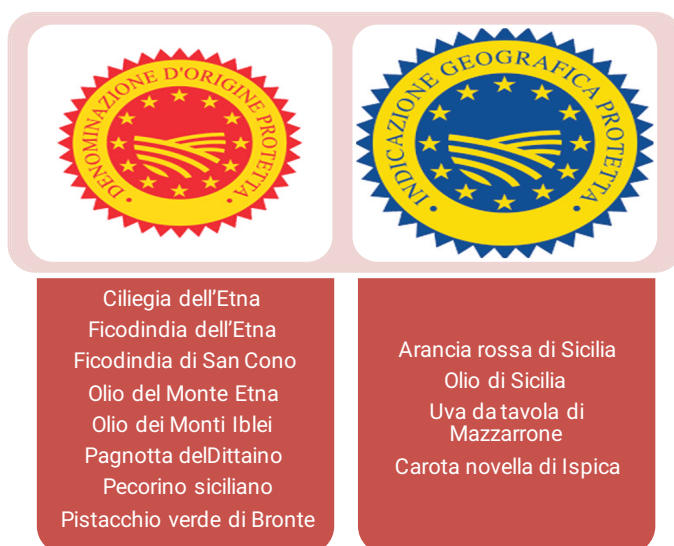 DENOMINAZIONE D'ORIGINE PROTETTA
INDICAZIONE GEOGRAFICA PROTETTA
Ciliegia dell'Etna
Ficodindia dell'Etna
Ficodindia di San Cono
Olio del Monte Etna
Olio dei Monti Iblei
Pagnotta delDittaino
Pecorino siciliano
Pistacchio verde di Bronte
Arancia rossa di Sicilia
Olio di Sicilia
Uva da tavola di
Mazzarrone
Carota novella di Ispica